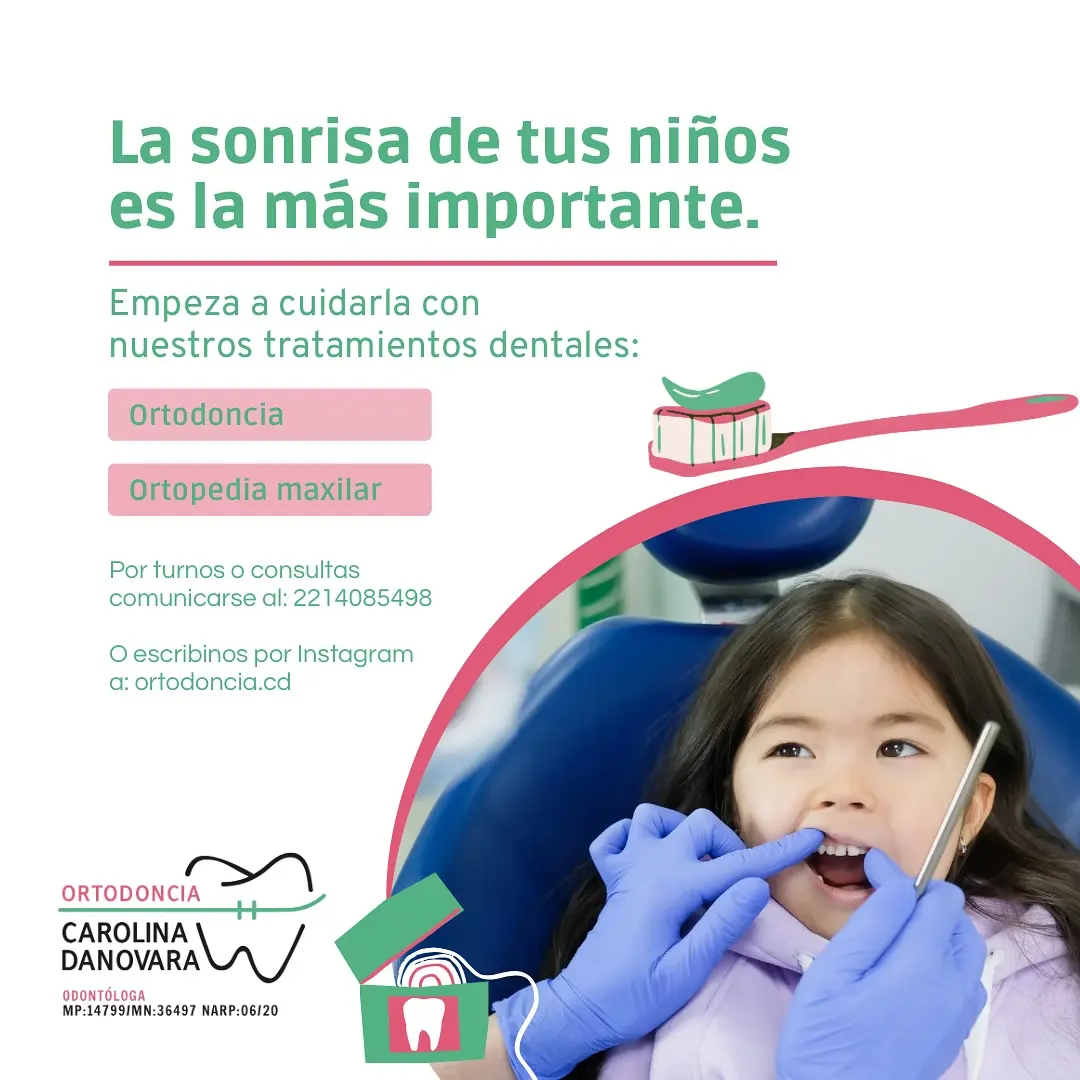 La sonrisa de tus niños
es la más importante.
Empeza a cuidarla con
nuestros tratamientos dentales:
Ortodoncia
Ortopedia maxilar
Por turnos o consultas
comunicarse al: 2214085498
O escribinos por Instagram
a: ortodoncia.cd
ORTODONCIA
CAROLINA
DANOVARA
ODONTÓLOGA
MP:14799/MN:36497 NARP:06/20